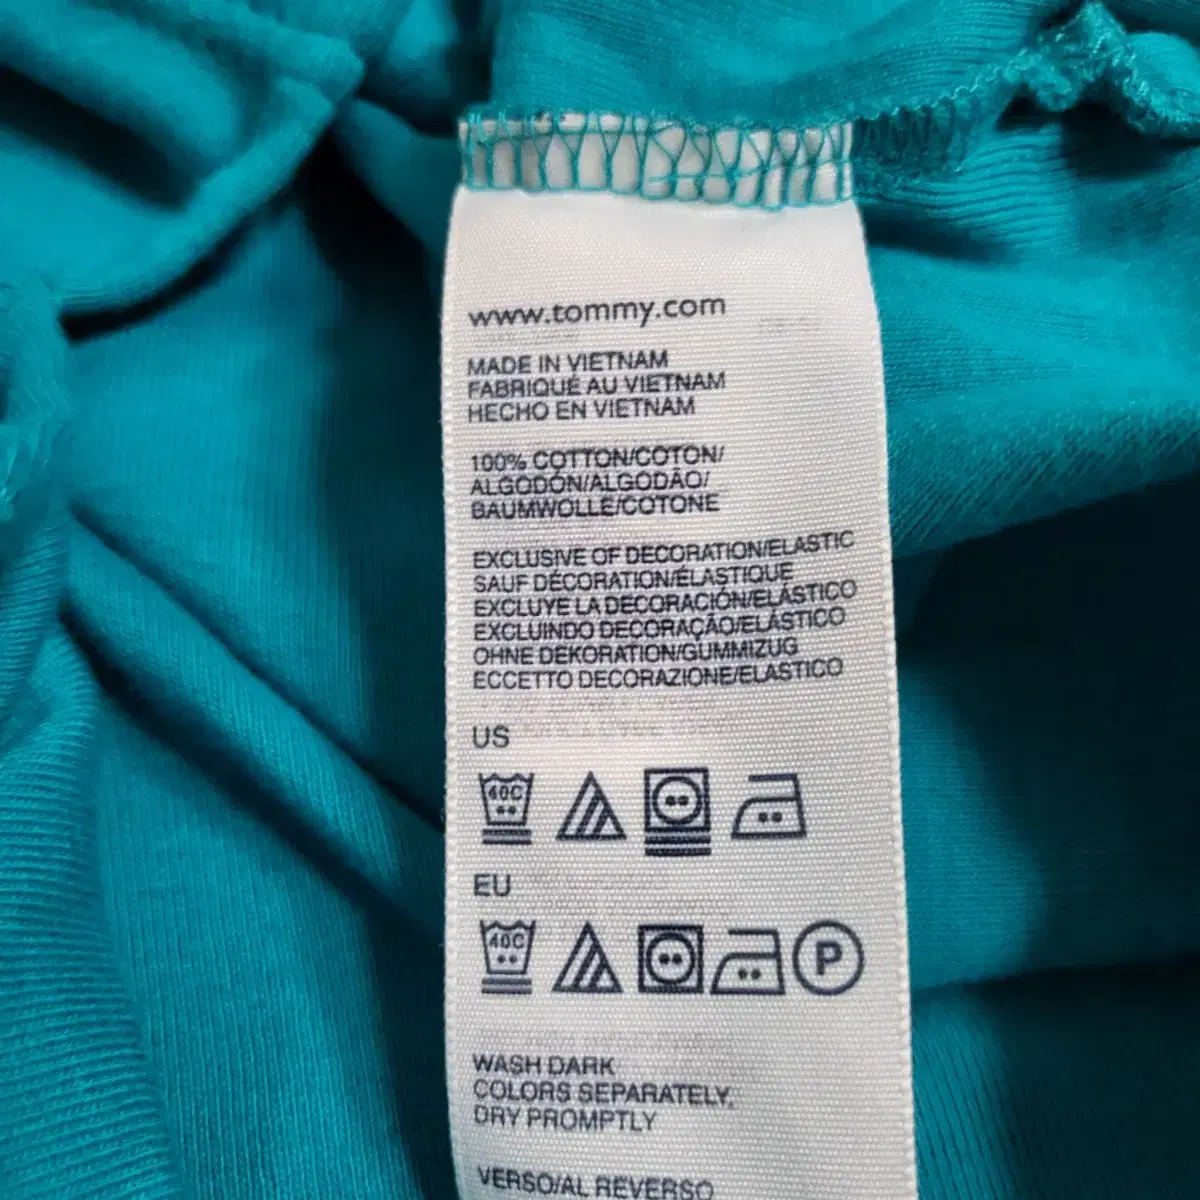 www.tommy.com
MADE IN VIETNAM
FABRIQUÉ AU VIETNAM
HECHO EN VIETNAM
100% COTTON/COTON/
ALGODÓN/ALGODÃO/
BAUMWOLLE/COTONE
EXCLUSIVE OF DECORATION/ELASTIC
SAUF DÉCORATION/ÉLASTIQUE
EXCLUYE LA DECORACIÓN/ELÁSTICO
EXCLUINDO DECORAÇÃO/ELÁSTICO
OHNE DEKORATION/GUMMIZUG
ECCETTO DECORAZIONE/ELASTICO
US
40C
EU
40C P
WASH DARK
COLORS SEPARATELY,
DRY PROMPTLY
VERSO/AL REVERSO